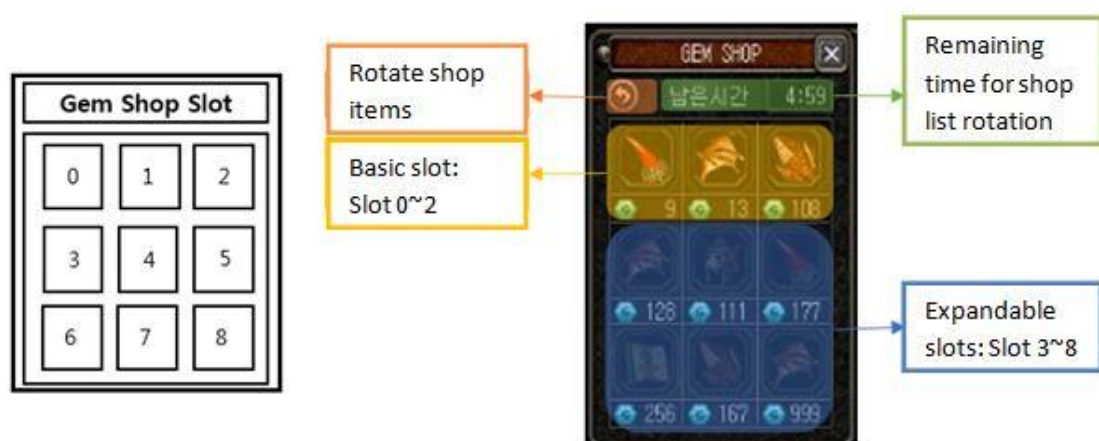 Gem Shop Slot
0 1 2
3 4 5
6 7 8
Rotate shop
items
Basic slot:
Slot 0~2
GEM SHOP
남은시간 4:59
9 13 108
128 111 177
256 167 999
Remaining
time for shop
list rotation
Expandable
slots: Slot 3~8